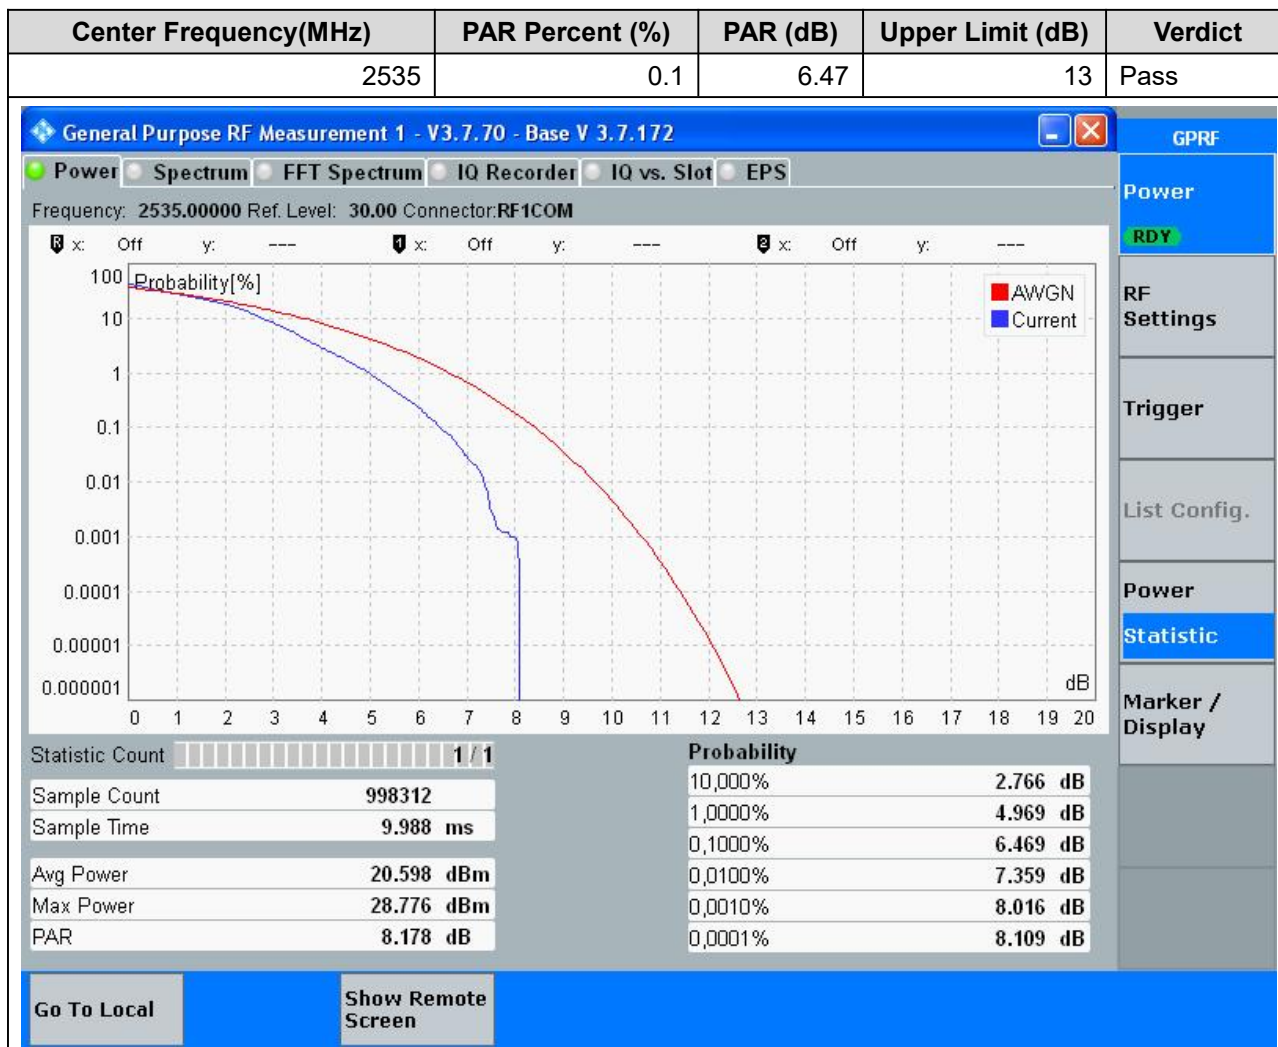 Center Frequency(MHz) PAR Percent (%) PAR (dB) Upper Limit (dB) Verdict
2535 0.1 6.47 13 Pass
General Purpose RF Measurement 1 - V3.7.70 - Base V 3.7.172
GPRF
Power Spectrum FFT Spectrum IQ Recorder IQ vs. Slot EPS
Power
RDY
Frequency: 2535.00000 Ref. Level: 30.00 Connector:RF1COM
R x: Off y: --- 1 x: Off y: --- 2 x: Off y: ---
Probability[%]
AWGN
Current
100
10
1
0.1
0.01
0.001
0.0001
0.00001
0.000001
dB
0 1 2 3 4 5 6 7 8 9 10 11 12 13 14 15 16 17 18 19 20
RF
Settings
Trigger
List Config.
Power
Statistic
Marker /
Display
Statistic Count 1 / 1
Sample Count 998312
Sample Time 9.988 ms
Avg Power 20.598 dBm
Max Power 28.776 dBm
PAR 8.178 dB
Probability
10,000% 2.766 dB
1,0000% 4.969 dB
0,1000% 6.469 dB
0,0100% 7.359 dB
0,0010% 8.016 dB
0,0001% 8.109 dB
Go To Local
Show Remote
Screen